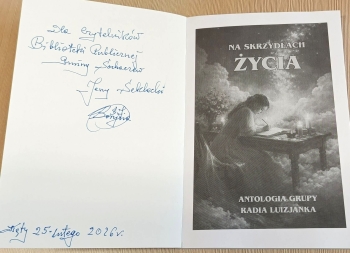 Dla Czytelników
Biblioteki Publicznej
Gminy
Jerzy
25-lutego 2026r.
NA SKRZYDŁACH
ŻYCIA
ANTOLOGIA GRUPY
RADIA LUIZJANKA